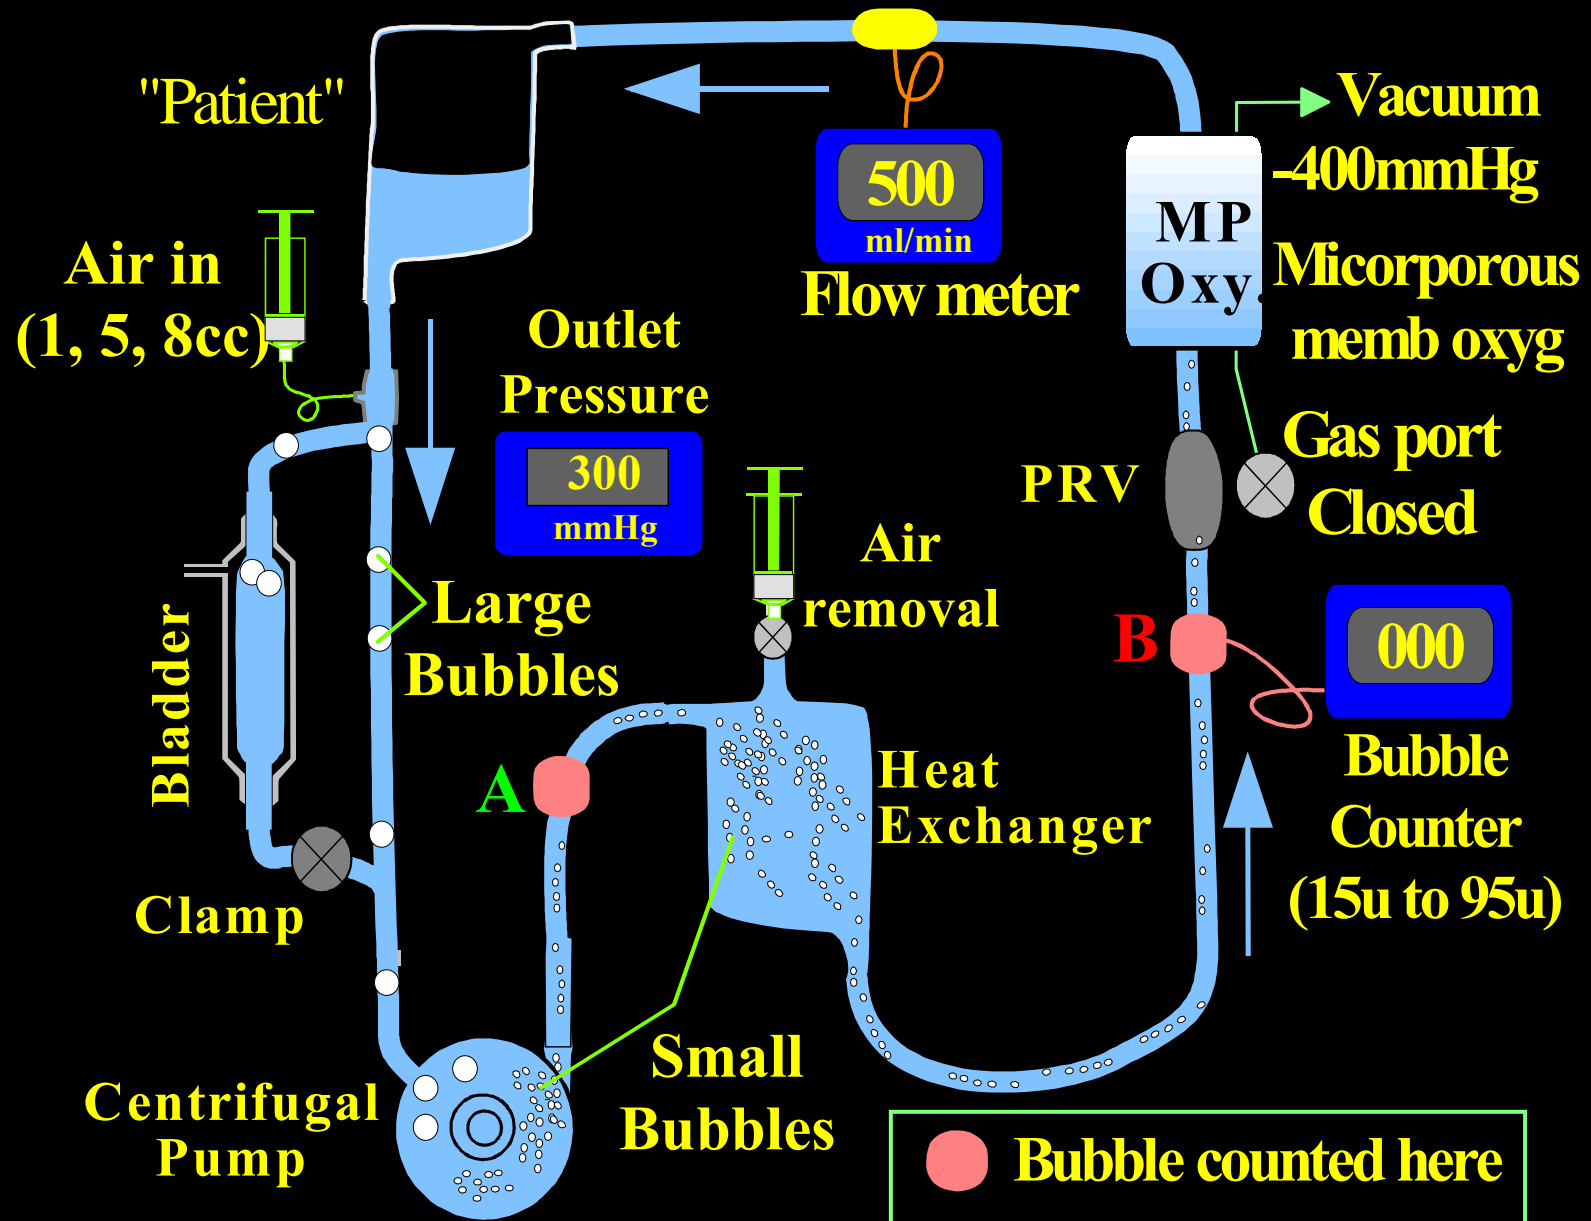 "Patient"
Air in
(1, 5, 8cc)
Outlet
Pressure
300
mmHg
500
ml/min
Flow meter
Vacuum
-400mmHg
MP
Oxy.
Micorporous
memb oxyg
Gas port
Closed
PRV
Air
removal
Large
Bubbles
Bladder
B
000
Bubble
Counter
(15u to 95u)
A
Heat
Exchanger
Clamp
Small
Bubbles
Centrifugal
Pump
Bubble counted here